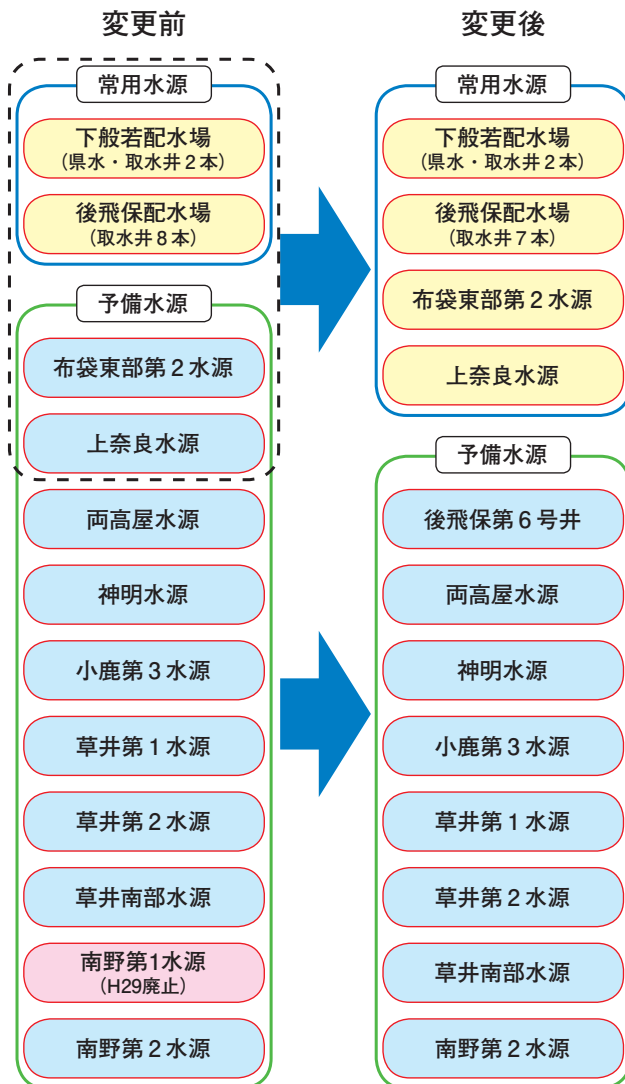 変更前
常用水源
下般若配水場
(県水・取水井2本)
後飛保配水場
(取水井8本)
予備水源
布袋東部第2水源
上奈良水源
両高屋水源
神明水源
小鹿第3水源
草井第1水源
草井第2水源
草井南部水源
南野第1水源
(H29廃止)
南野第2水源
変更後
常用水源
下般若配水場
(県水・取水井2本)
後飛保配水場
(取水井7本)
布袋東部第2水源
上奈良水源
予備水源
後飛保第6号井
両高屋水源
神明水源
小鹿第3水源
草井第1水源
草井第2水源
草井南部水源
南野第2水源